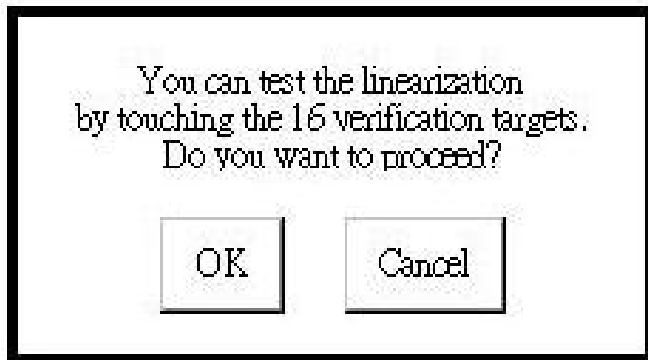 You can test the linearization
by touching the 16 verification targets.
Do you want to proceed?
OK
Cancel